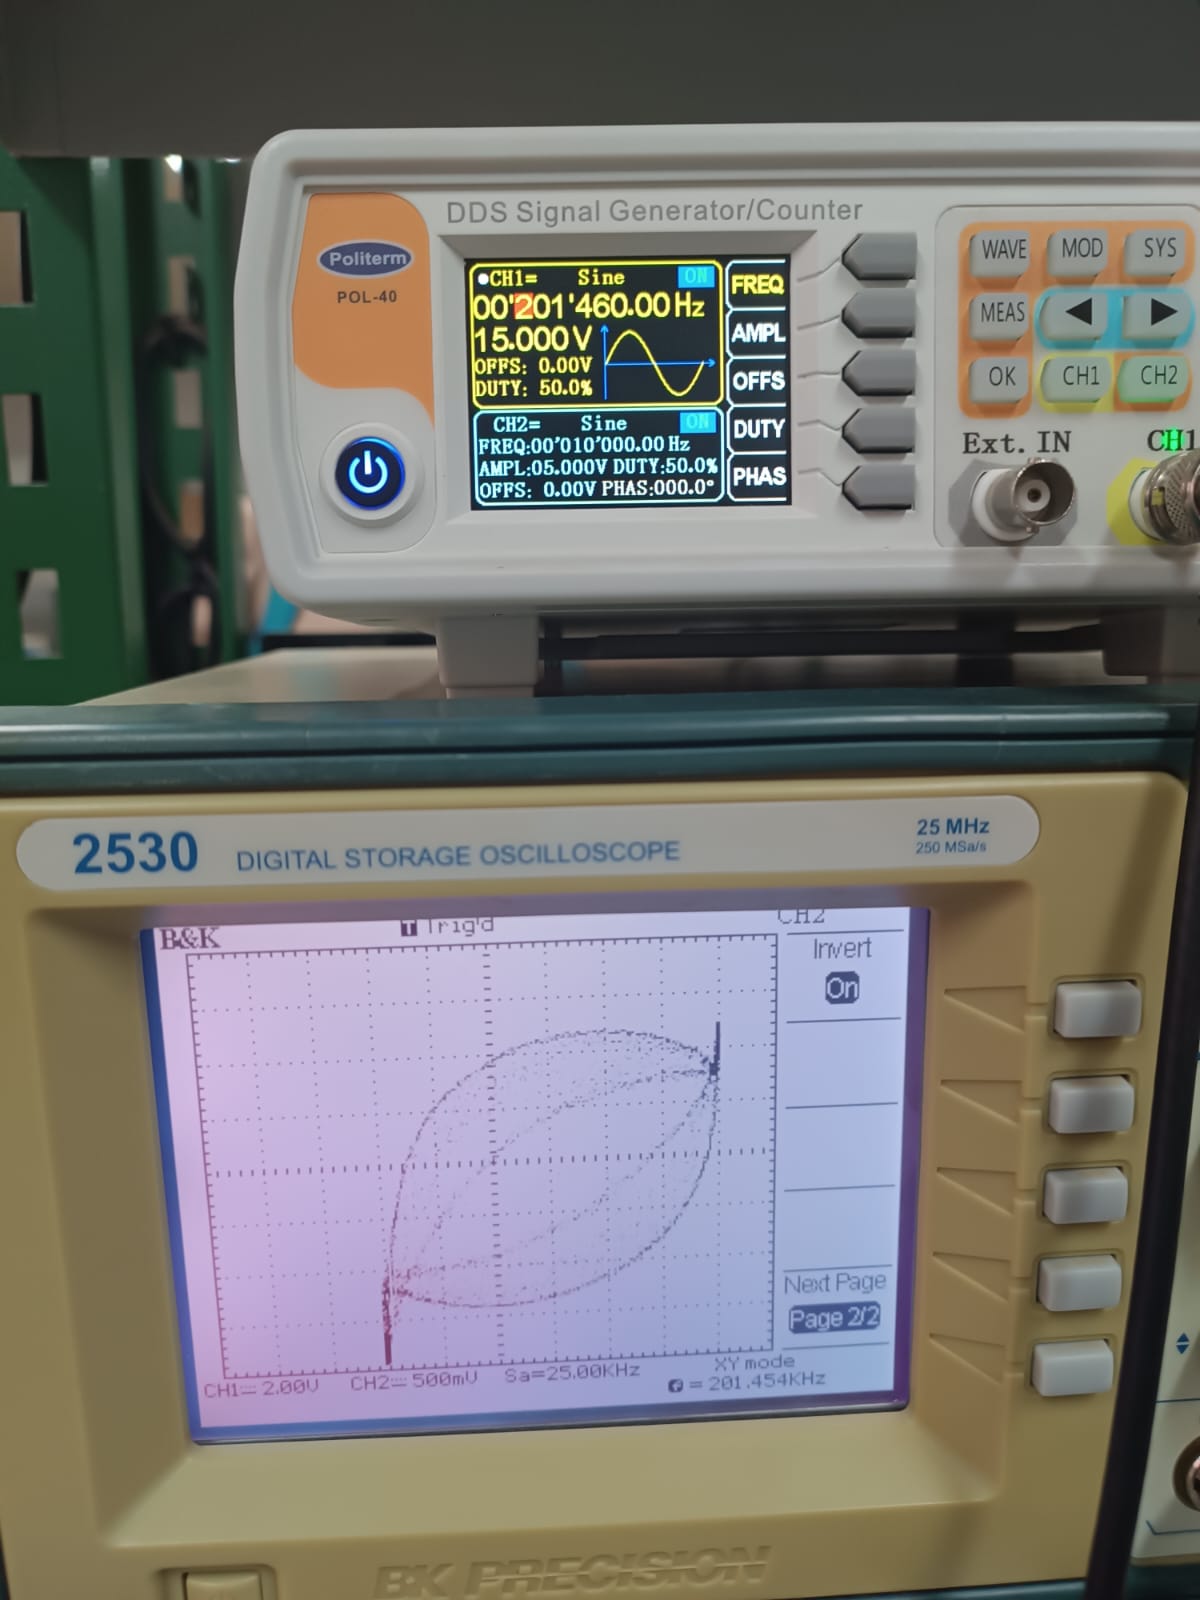 DDS Signal Generator/Counter
Politerm
POL-40
CH1= Sine ON
00'201'460.00Hz
15.000V
OFFS: 0.00V
DUTY: 50.0%
CH2= Sine ON
FREQ:00'010'000.00 Hz
AMPL:05.000V DUTY:50.0%
OFFS: 0.00V PHAS:000.0°
FREQ
AMPL
OFFS
DUTY
PHAS
WAVE MOD SYS
MEAS
OK CH1 CH2
Ext. IN CH1
2530 DIGITAL STORAGE OSCILLOSCOPE
25 MHz
250 MSa/s
B&K T Trig'd CH2
Invert
On
Next Page
Page 2/2
XY mode
CH1 2.00V CH2 500mV Sa=25.00KHz = 201.454KHz
BK PRECISION